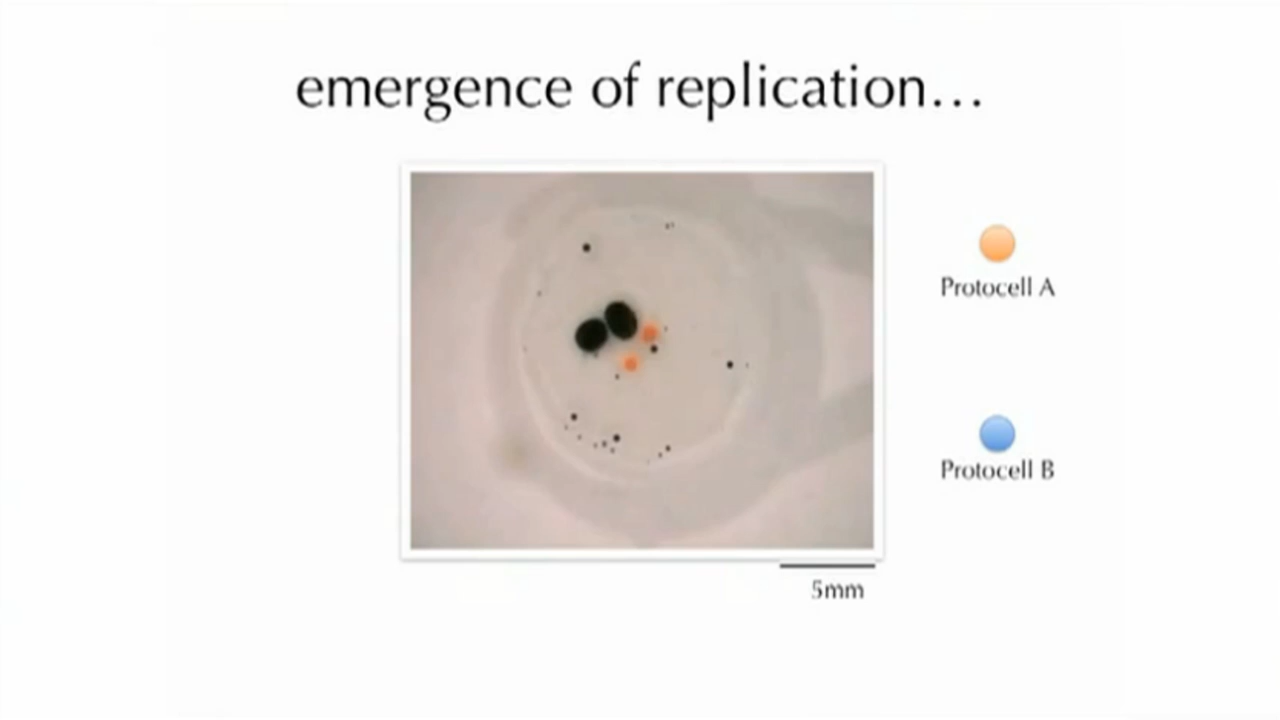 emergence of replication...
Protocell A
Protocell B
5mm